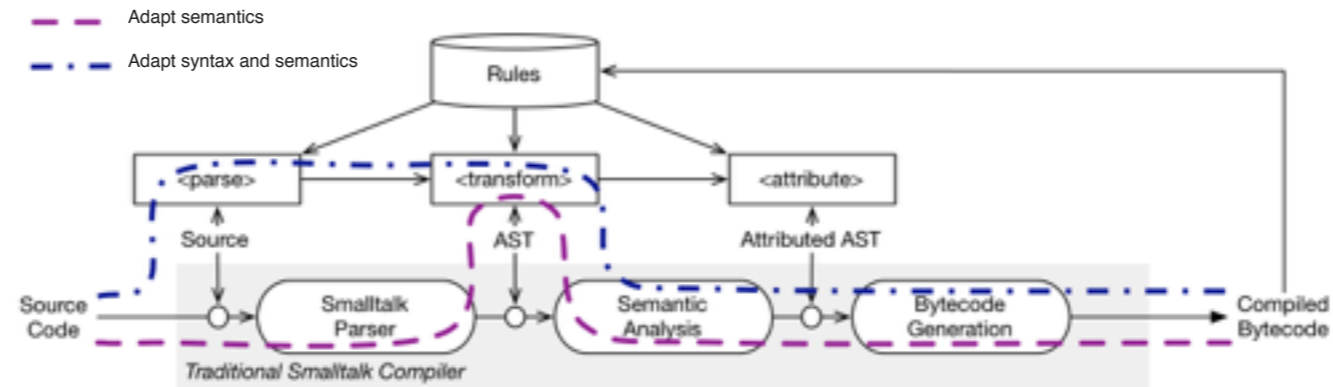 Adapt semantics
Adapt syntax and semantics
Rules
<parse>
<transform>
<attribute>
Source
AST
Attributed AST
Source
Code
Smalltalk
Parser
Semantic
Analysis
Bytecode
Generation
Compiled
Bytecode
Traditional Smalltalk Compiler